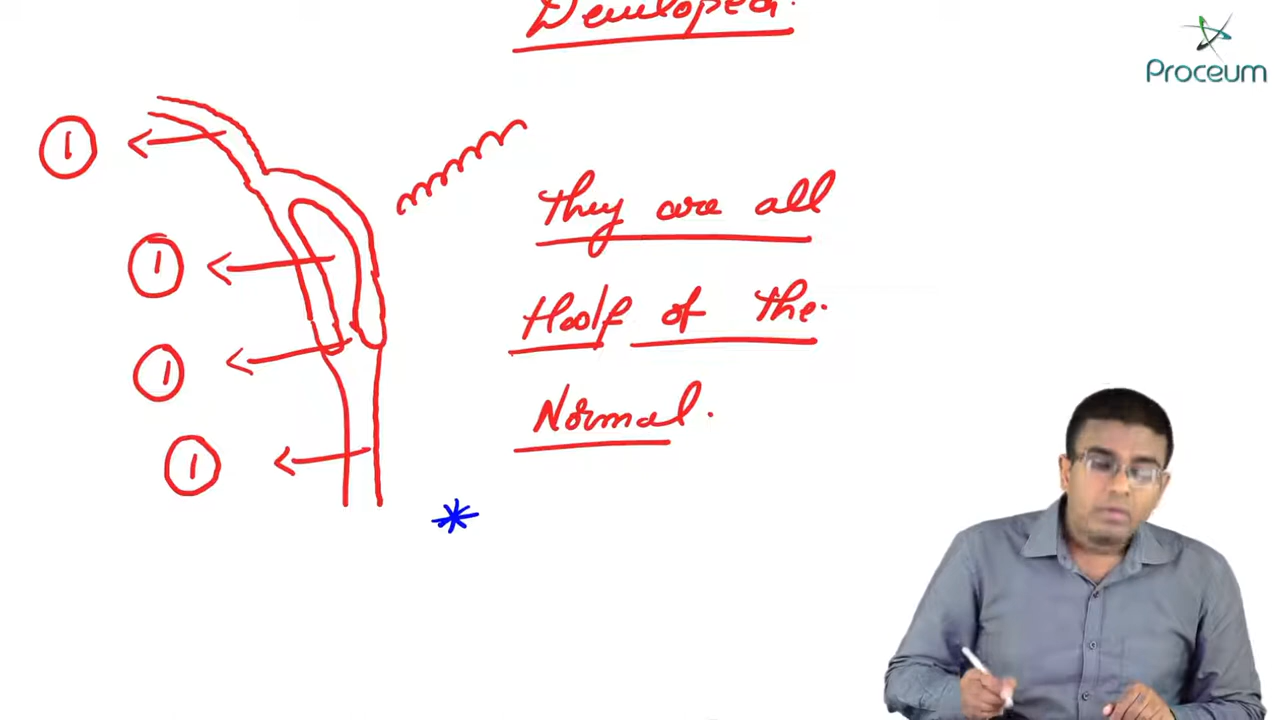 Developed.
Proceum
1
1
1
1
They are all
Half of the.
Normal.